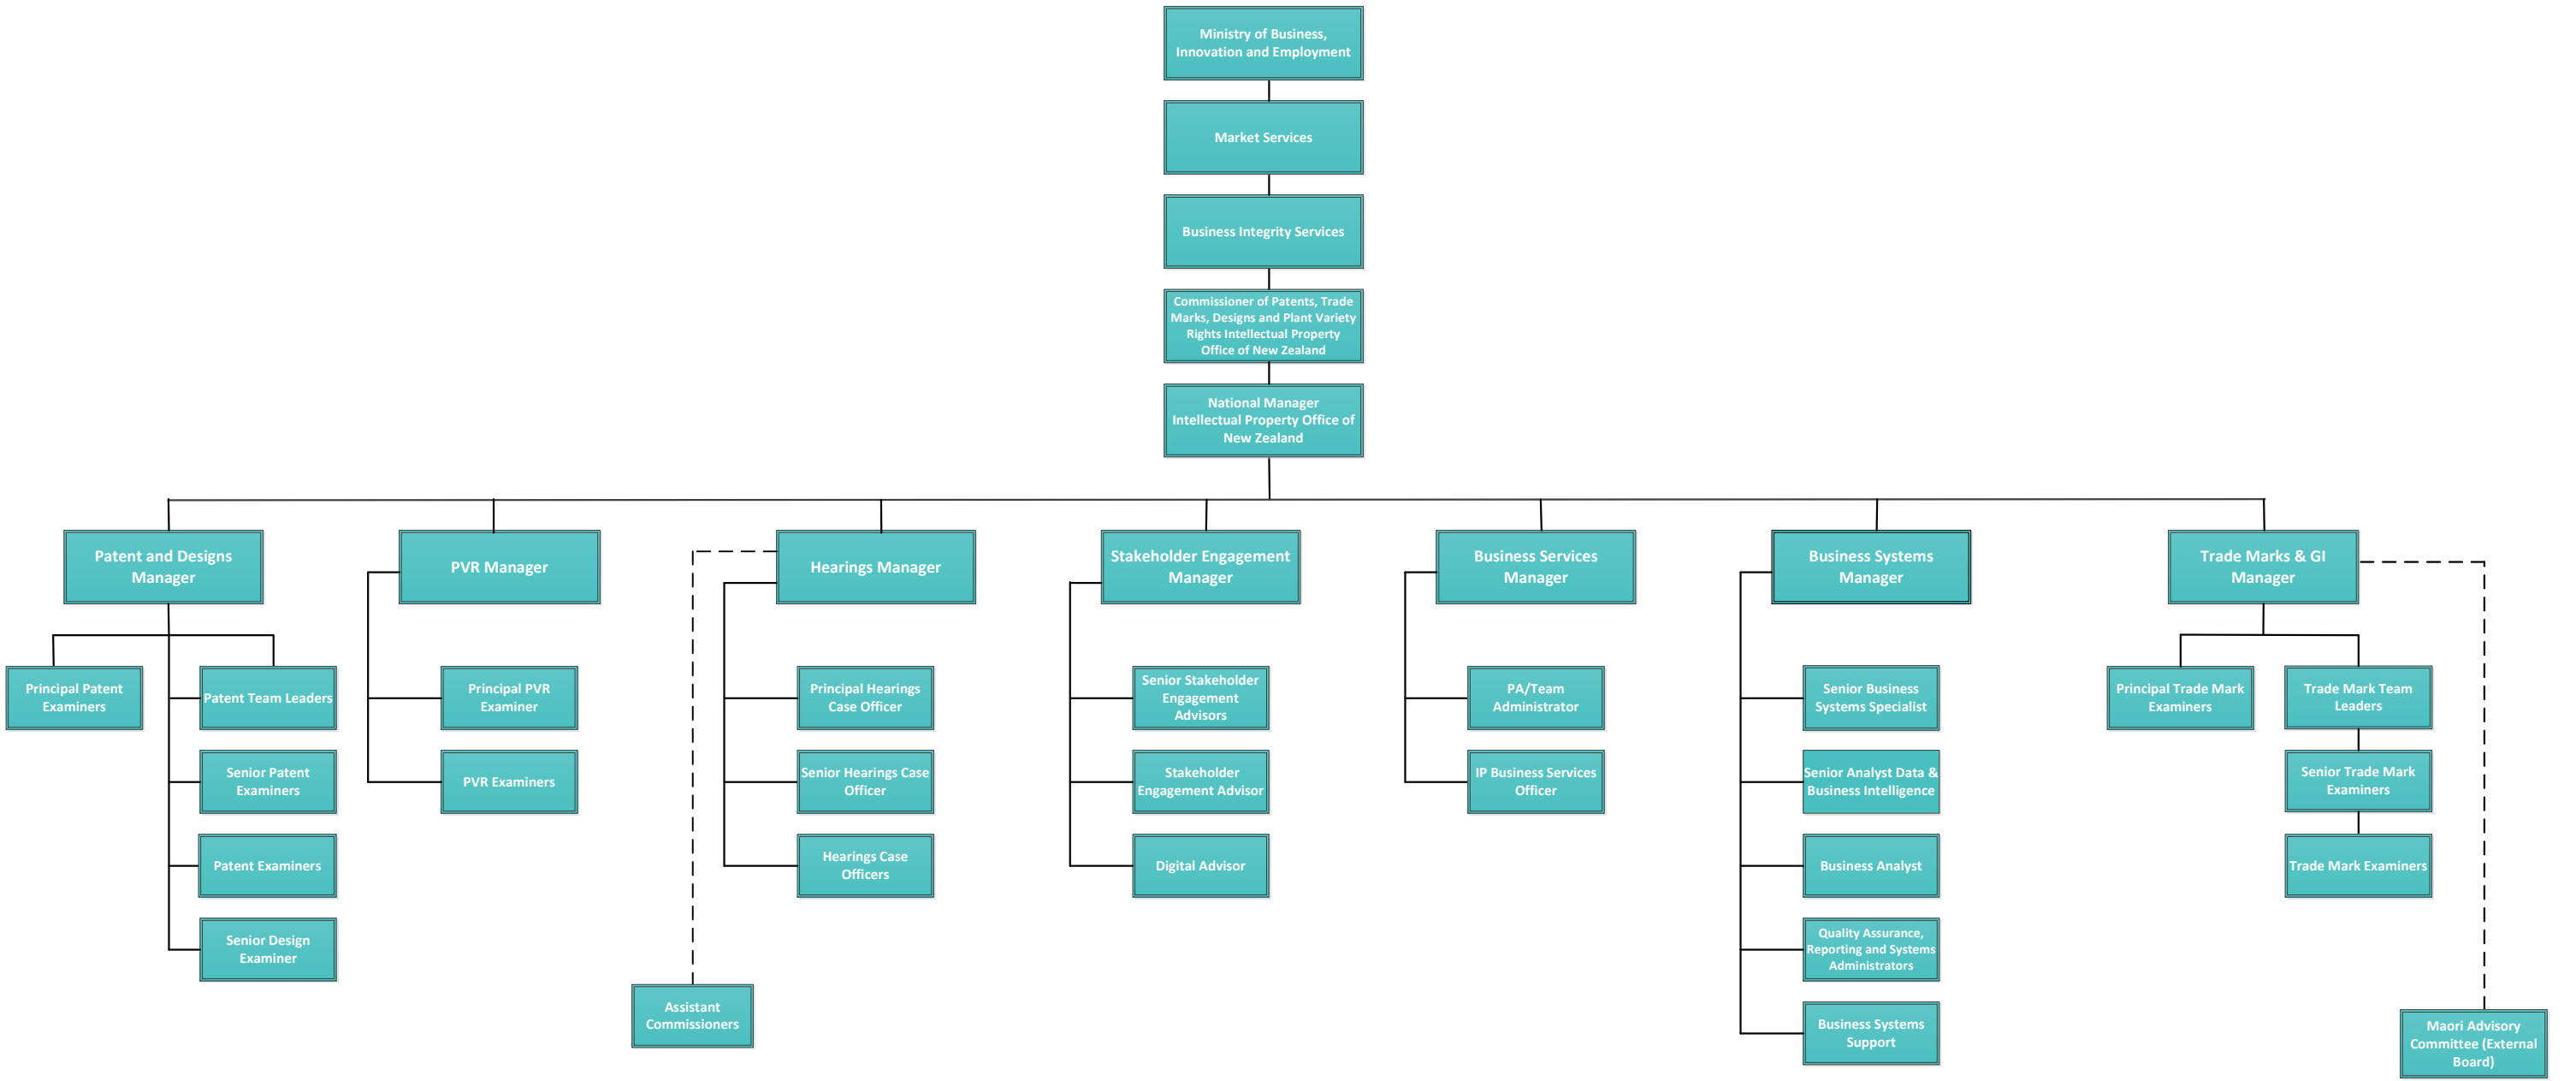 Ministry of Business,
Innovation and Employment
Market Services
Business Integrity Services
Commissioner of Patents, Trade
Marks, Designs and Plant Variety
Rights Intellectual Property
Office of New Zealand
National Manager
Intellectual Property Office of
New Zealand
Patent and Designs
Manager
PVR Manager
Hearings Manager
Stakeholder Engagement
Manager
Business Services
Manager
Business Systems
Manager
Trade Marks & GI
Manager
Principal Patent
Examiners
Patent Team Leaders
Senior Patent
Examiners
Patent Examiners
Senior Design
Examiner
Principal PVR
Examiner
PVR Examiners
Principal Hearings
Case Officer
Senior Hearings Case
Officer
Hearings Case
Officers
Assistant
Commissioners
Senior Stakeholder
Engagement
Advisors
Stakeholder
Engagement Advisor
Digital Advisor
PA/Team
Administrator
IP Business Services
Officer
Senior Business
Systems Specialist
Senior Analyst Data &
Business Intelligence
Business Analyst
Quality Assurance,
Reporting and Systems
Administrators
Business Systems
Support
Principal Trade Mark
Examiners
Trade Mark Team
Leaders
Senior Trade Mark
Examiners
Trade Mark Examiners
Maori Advisory
Committee (External
Board)